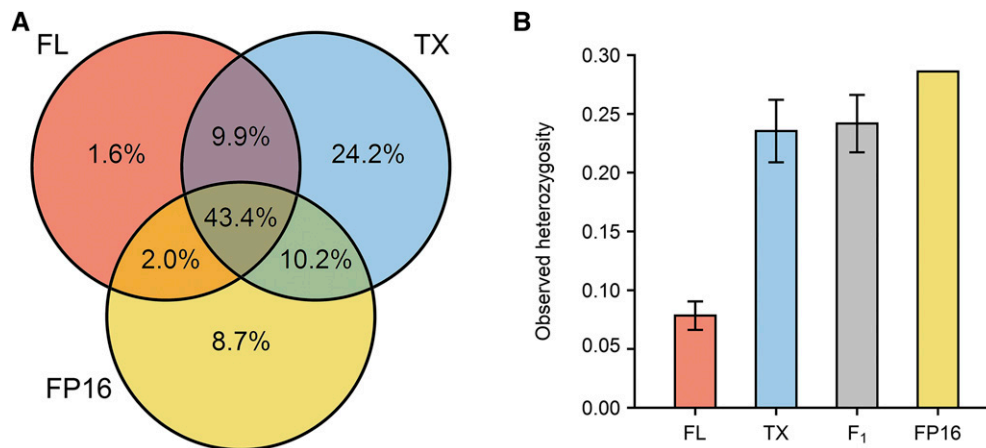 A
FL
TX
1.6%
9.9%
24.2%
43.4%
2.0%
10.2%
8.7%
FP16
B
Observed heterozygosity
0.30
0.25
0.20
0.15
0.10
0.05
0.00
FL TX F₁ FP16